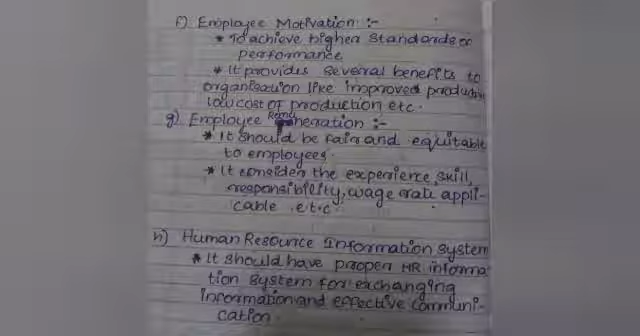 f) Employee Motivation :-
* To achieve higher standards of
performance
* It provides several benefits to
organisation like improved production
low cost of production etc.
g) Employee Remuneration :-
* It should be fair and equitable
to employees.
* It consider the experience, skill,
responsibility, wage rate appli-
cable etc.
h) Human Resource Information System
* It should have proper HR informa
tion system for exchanging
information and effective communi-
cation.